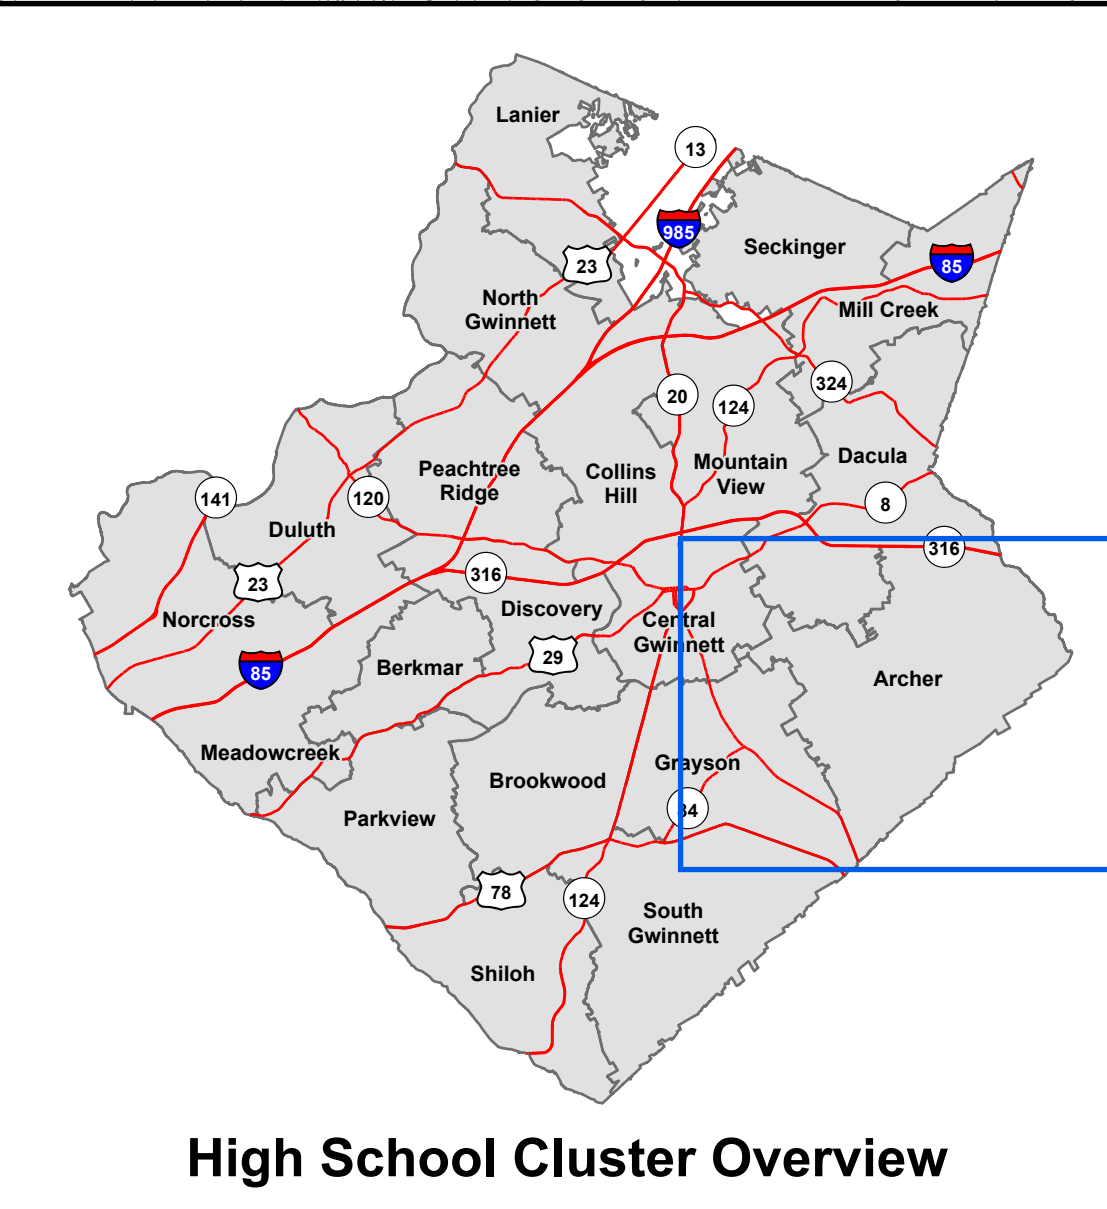 Lanier
13
985
Seckinger
85
23
North
Gwinnett
Mill Creek
324
20
124
Peachtree
Ridge
Collins
Hill
Mountain
View
Dacula
141
120
8
Duluth
316
316
23
Norcross
Discovery
Central
Gwinnett
29
85
Berkmar
Archer
Meadowcreek
Brookwood
Grayson
84
Parkview
78
124
South
Gwinnett
Shiloh
High School Cluster Overview